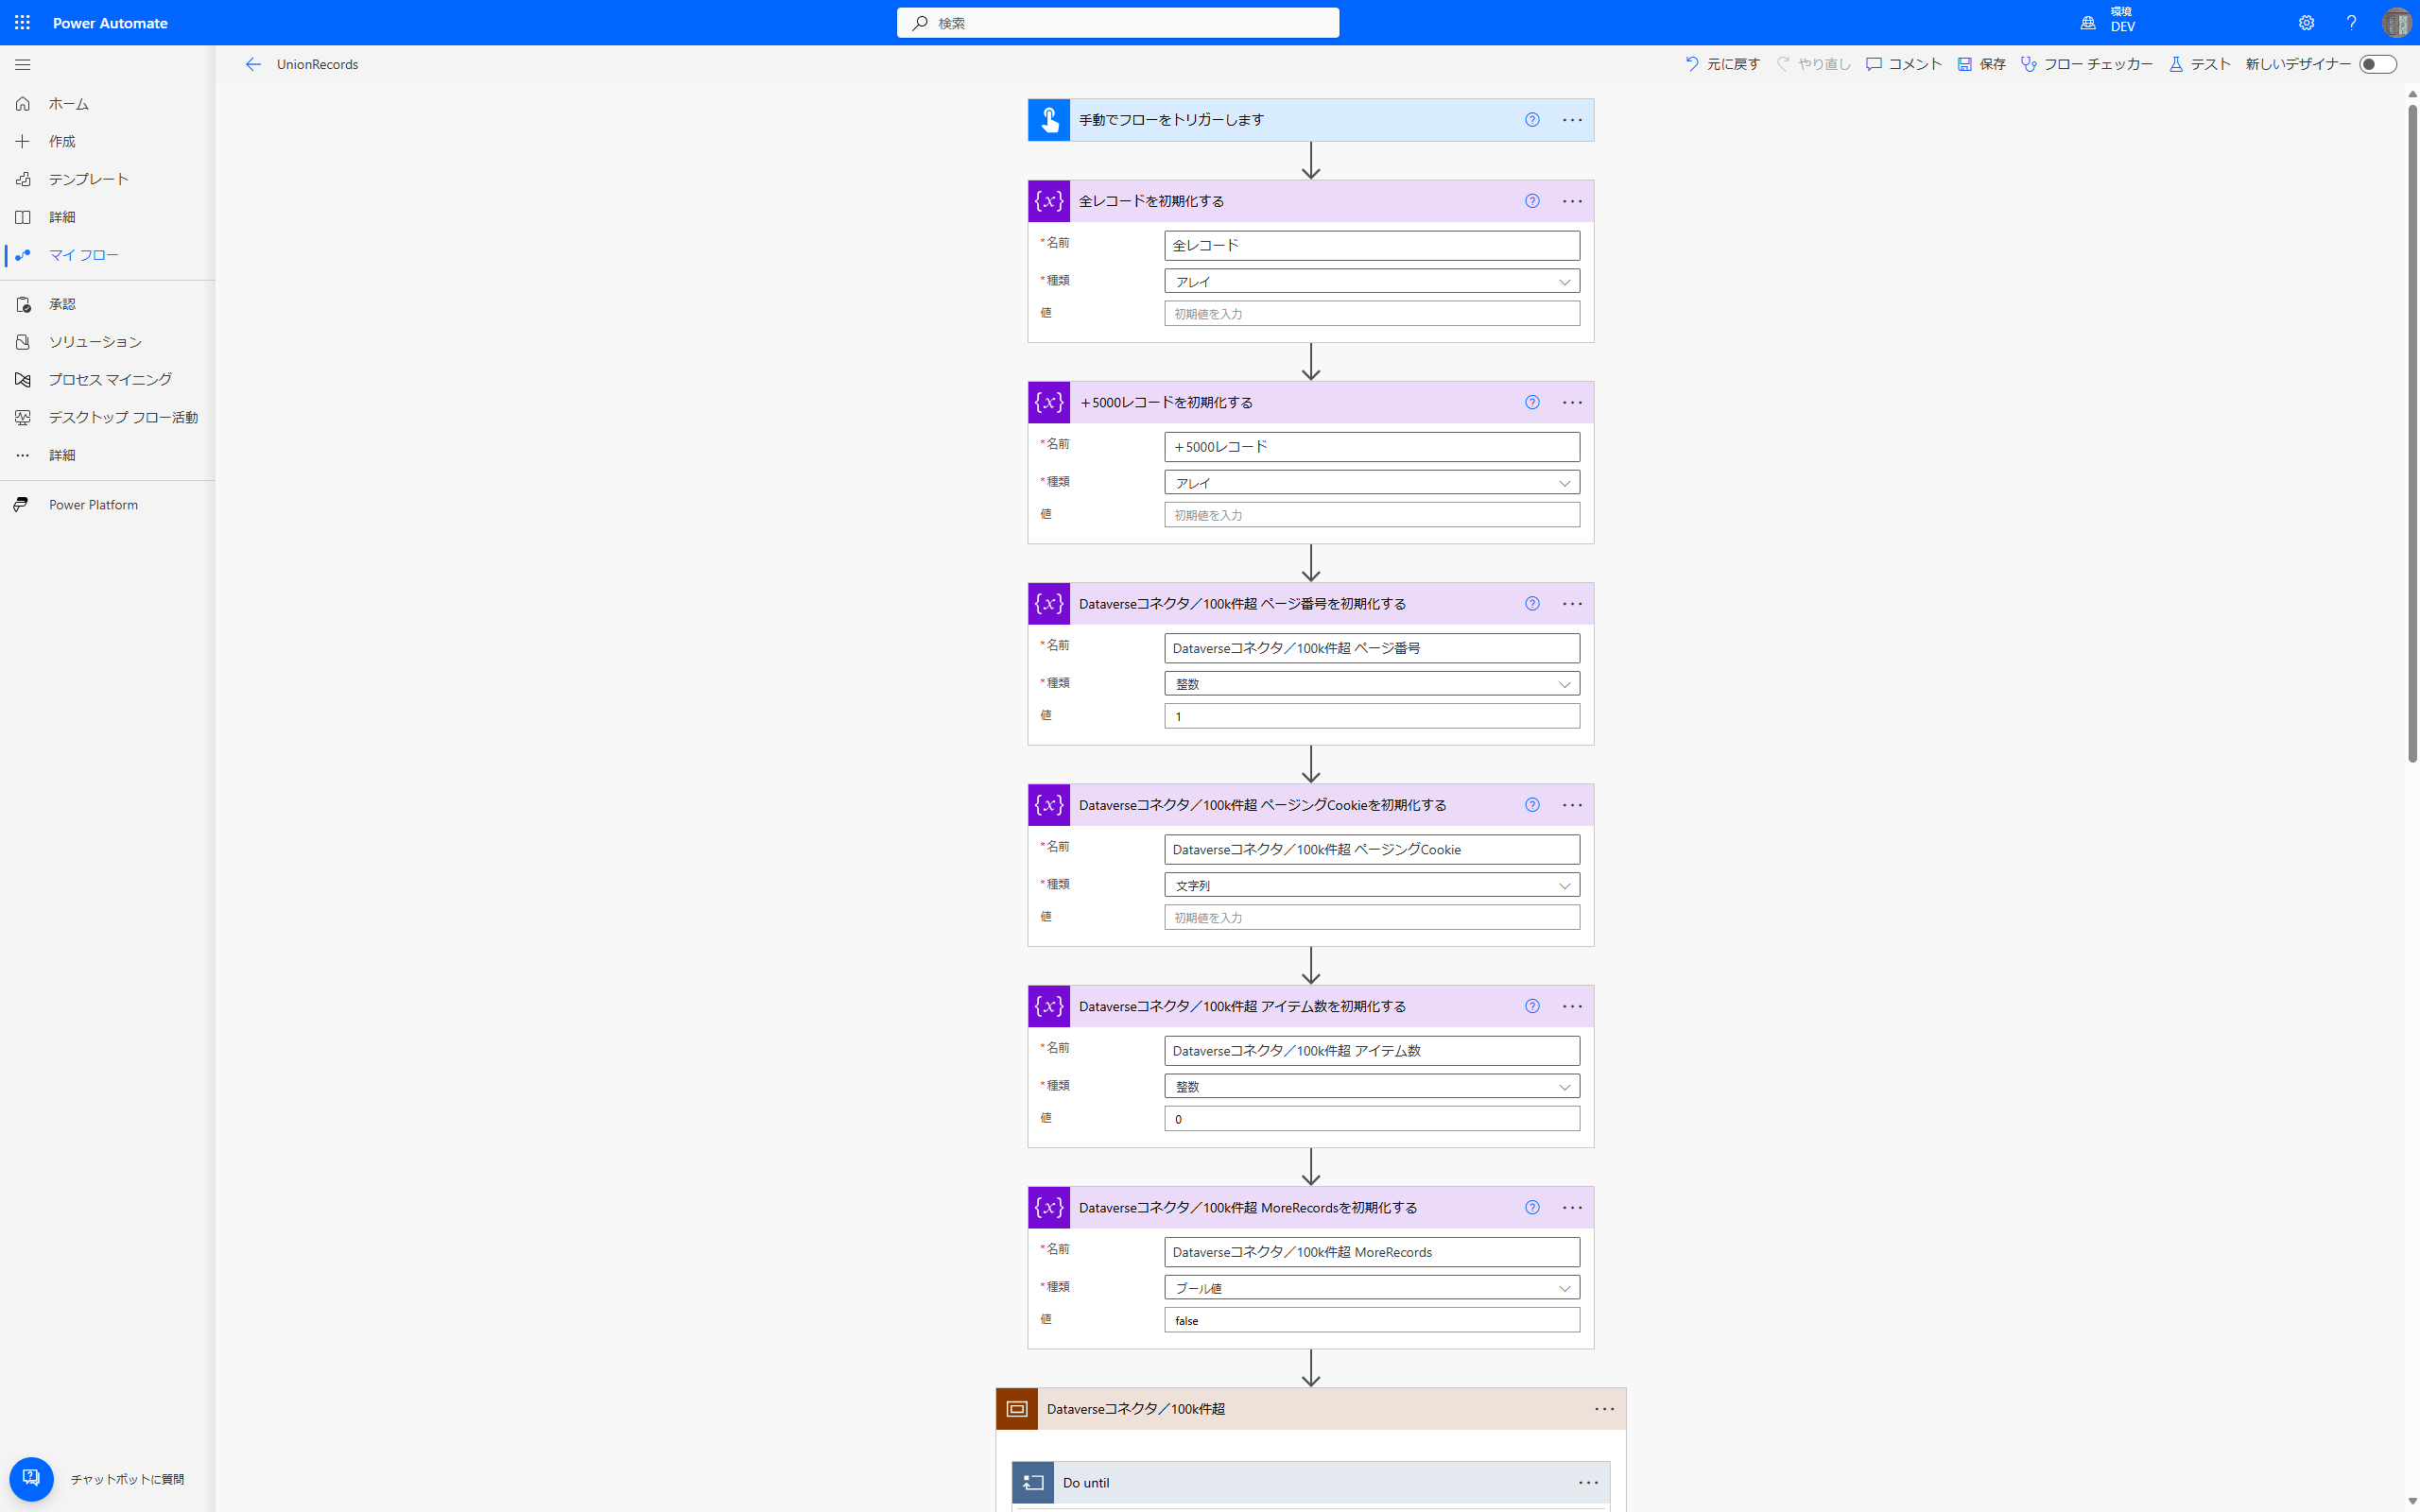 Power Automate
検索
環境
DEV
UnionRecords
元に戻す
やり直し
コメント
保存
フロー チェッカー
テスト
新しいデザイナー
ホーム
作成
テンプレート
詳細
マイ フロー
承認
ソリューション
プロセス マイニング
デスクトップ フロー活動
詳細
Power Platform
チャットボットに質問
手動でフローをトリガーします
全レコードを初期化する
*名前
全レコード
*種類
アレイ
値
初期値を入力
+5000レコードを初期化する
*名前
+5000レコード
*種類
アレイ
値
初期値を入力
Dataverseコネクタ／100k件超 ページ番号を初期化する
*名前
Dataverseコネクタ／100k件超 ページ番号
*種類
整数
値
1
Dataverseコネクタ／100k件超 ページングCookieを初期化する
*名前
Dataverseコネクタ／100k件超 ページングCookie
*種類
文字列
値
初期値を入力
Dataverseコネクタ／100k件超 アイテム数を初期化する
*名前
Dataverseコネクタ／100k件超 アイテム数
*種類
整数
値
0
Dataverseコネクタ／100k件超 MoreRecordsを初期化する
*名前
Dataverseコネクタ／100k件超 MoreRecords
*種類
ブール値
値
false
Dataverseコネクタ／100k件超
Do until